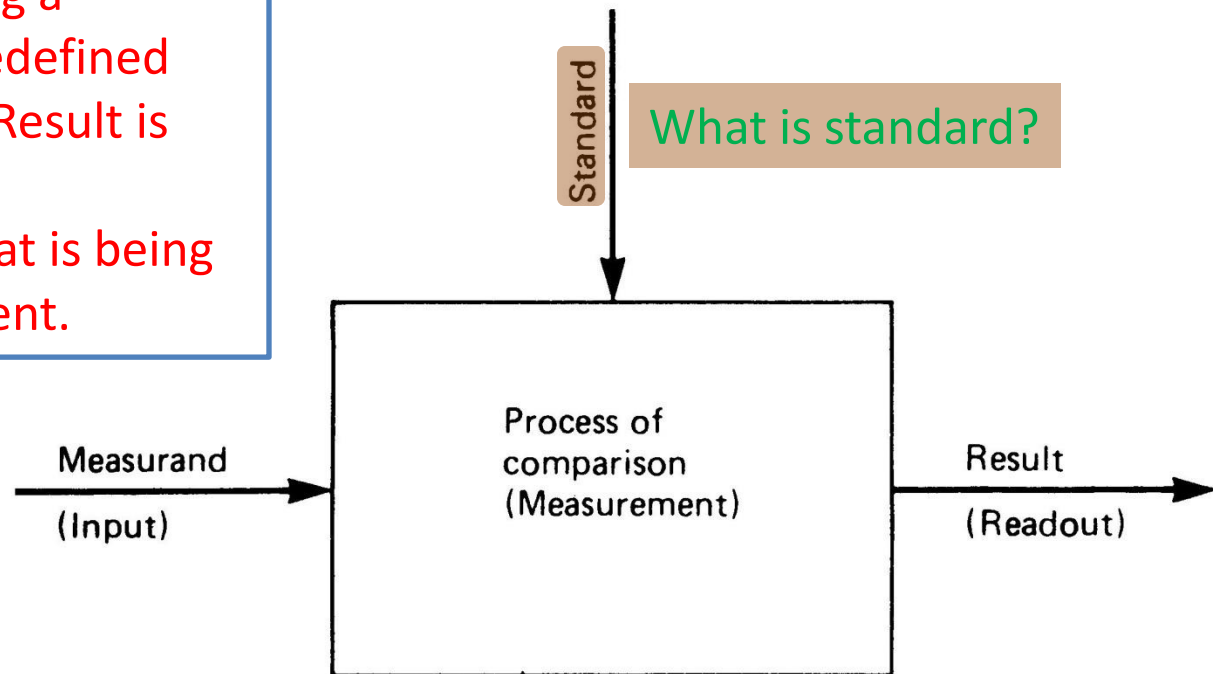 g a
edefined
Result is
at is being
ent.
Standard
What is standard?
Process of
comparison
(Measurement)
Measurand
(Input)
Result
(Readout)